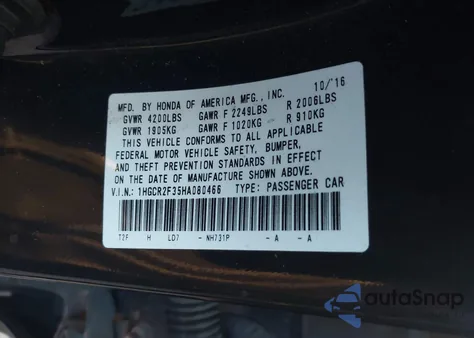 10/'16
MFD. BY HONDA OF AMERICA MFG., INC.
GVWR 4200LBS GAWR F 2249LBS R 2006LBS
GVWR 1905KG GAWR F 1020KG R 910KG
THIS VEHICLE CONFORMS TO ALL APPLICABLE
FEDERAL MOTOR VEHICLE SAFETY, BUMPER,
AND THEFT PREVENTION STANDARDS IN EFFECT
ON THE DATE OF MANUFACTURE SHOWN ABOVE.
V.I.N.: 1HGCR2F35HA080466 TYPE: PASSENGER CAR
T2F H LD7 - NH731P - A - A
autoSnap